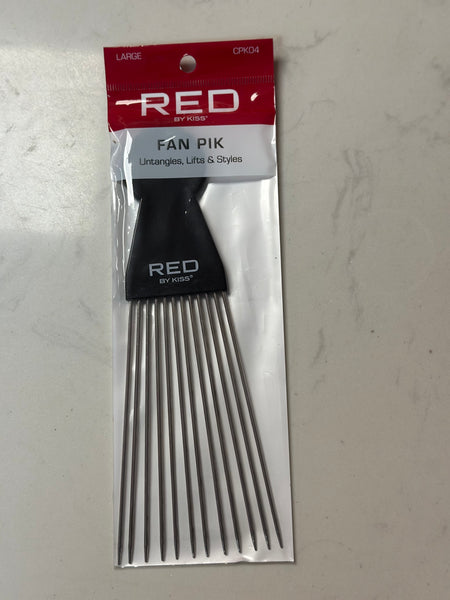 LARGE CPK04
RED
BY KISS®
FAN PIK
Untangles, Lifts & Styles
RED
BY KISS®